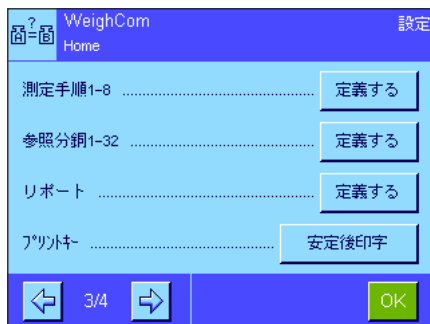 WeighCom 設定
Home
測定手順1-8 ........................................ 定義する
参照分銅1-32 ...................................... 定義する
リポート .............................................. 定義する
ﾌﾟﾘﾝﾄｷｰ ...................................... 安定後印字
3/4 OK